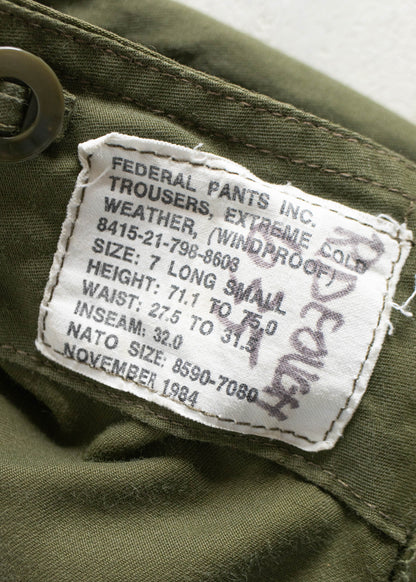 FEDERAL PANTS INC.
TROUSERS, EXTREME COLD
WEATHER, (WINDPROOF)
8415-21-798-8608
SIZE: 7 LONG SMALL
HEIGHT: 71.1 TO 75.0
WAIST: 27.5 TO 31.5
INSEAM: 32.0
NATO SIZE: 8590-7080
NOVEMBER 1984
RIDEOUGH